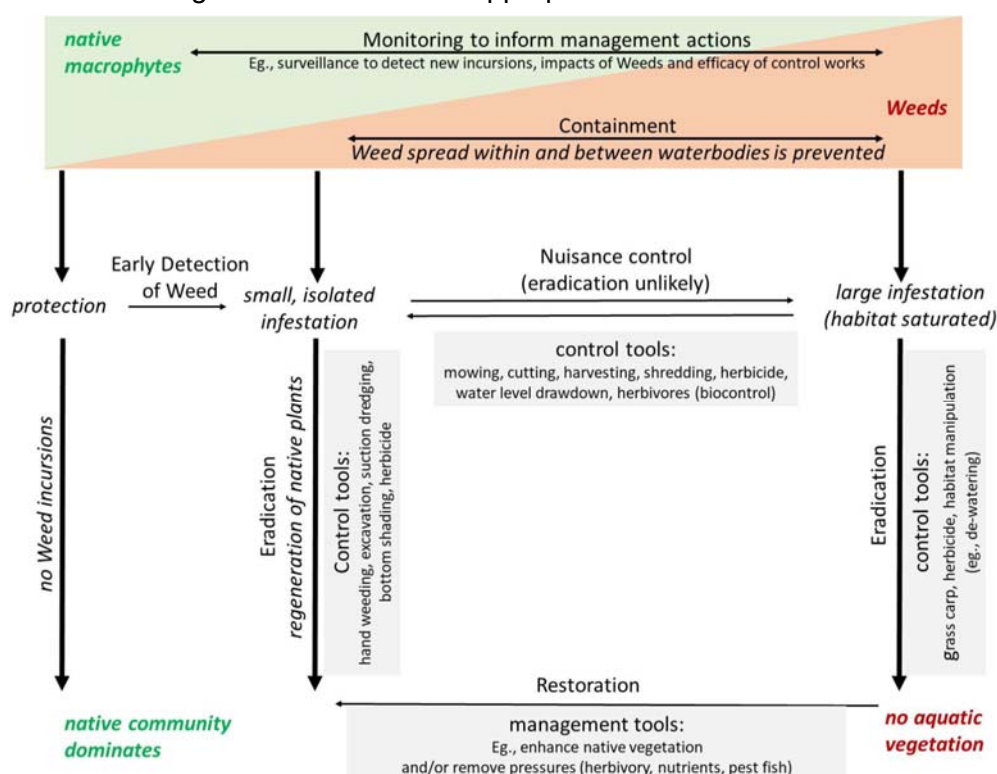 native
macrophytes
Monitoring to inform management actions
Eg., surveillance to detect new incursions, impacts of Weeds and efficacy of control works
Weeds
Containment
Weed spread within and between waterbodies is prevented
protection
Early Detection
of Weed
small, isolated
infestation
Nuisance control
(eradication unlikely)
large infestation
(habitat saturated)
control tools:
mowing, cutting, harvesting, shredding, herbicide,
water level drawdown, herbivores (biocontrol)
no Weed incursions
Eradication
regeneration of native plants
Control tools:
hand weeding, excavation, suction dredging,
bottom shading, herbicide
Eradication
control tools:
grass carp, herbicide, habitat manipulation
(eg., de-watering)
native community
dominates
Restoration
management tools:
Eg., enhance native vegetation
and/or remove pressures (herbivory, nutrients, pest fish)
no aquatic
vegetation